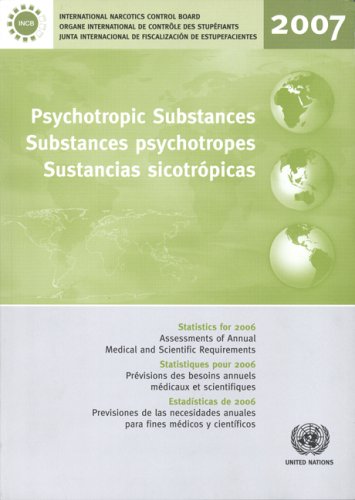 INCB
INTERNATIONAL NARCOTICS CONTROL BOARD
ORGANE INTERNATIONAL DE CONTRÔLE DES STUPÉFIANTS
JUNTA INTERNACIONAL DE FISCALIZACIÓN DE ESTUPEFACIENTES
2007
Psychotropic Substances
Substances psychotropes
Sustancias sicotrópicas
Statistics for 2006
Assessments of Annual
Medical and Scientific Requirements
Statistiques pour 2006
Prévisions des besoins annuels
médicaux et scientifiques
Estadísticas de 2006
Previsiones de las necesidades anuales
para fines médicos y científicos
UNITED NATIONS